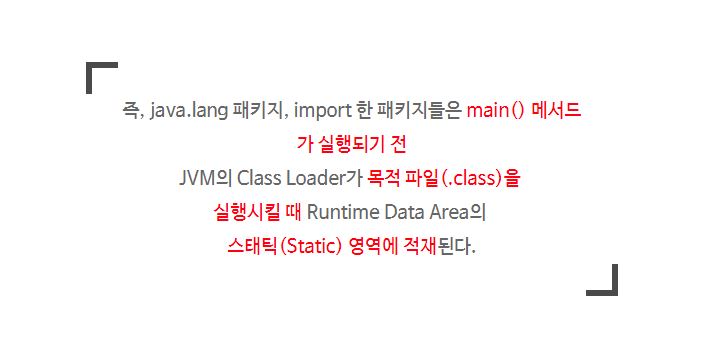 즉, java.lang 패키지, import 한 패키지들은 main() 메서드
가 실행되기 전
JVM의 Class Loader가 목적 파일(.class)을
실행시킬 때 Runtime Data Area의
스태틱(Static) 영역에 적재된다.